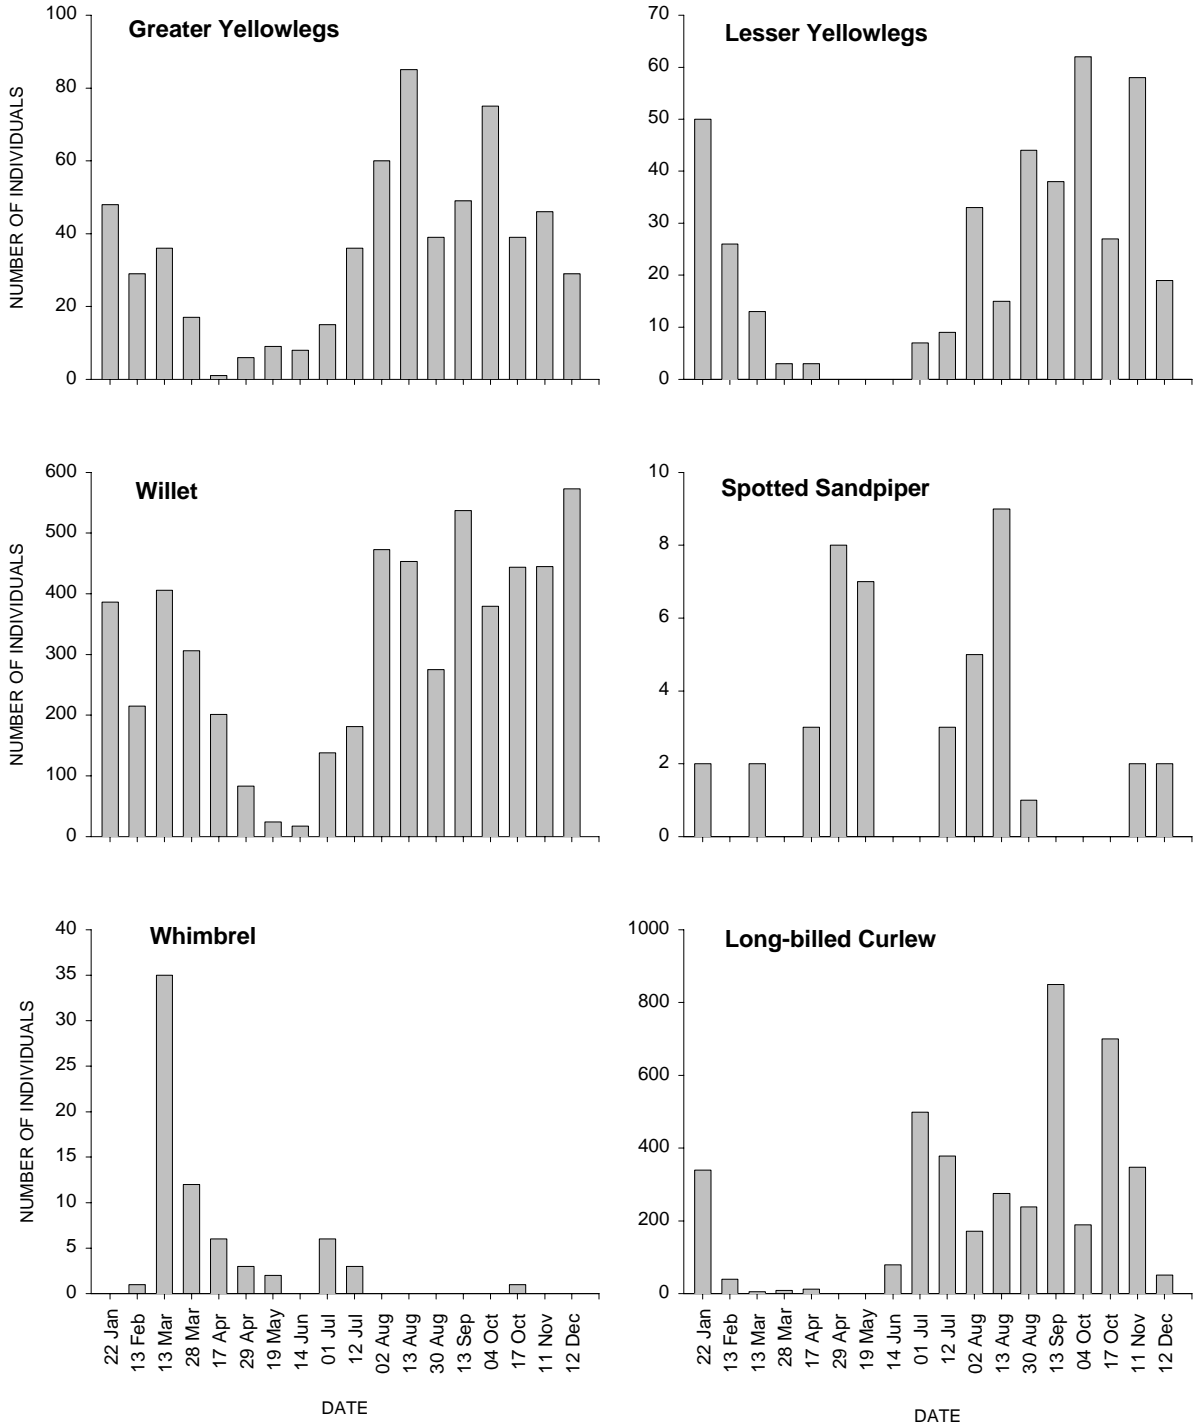 Greater Yellowlegs
NUMBER OF INDIVIDUALS
100
80
60
40
20
0
Lesser Yellowlegs
70
60
50
40
30
20
10
0
Willet
NUMBER OF INDIVIDUALS
600
500
400
300
200
100
0
Spotted Sandpiper
10
8
6
4
2
0
Whimbrel
NUMBER OF INDIVIDUALS
40
35
30
25
20
15
10
5
0
22 Jan
13 Feb
13 Mar
28 Mar
17 Apr
29 Apr
19 May
14 Jun
01 Jul
12 Jul
02 Aug
13 Aug
30 Aug
13 Sep
04 Oct
17 Oct
11 Nov
12 Dec
DATE
Long-billed Curlew
1000
800
600
400
200
0
22 Jan
13 Feb
13 Mar
28 Mar
17 Apr
29 Apr
19 May
14 Jun
01 Jul
12 Jul
02 Aug
13 Aug
30 Aug
13 Sep
04 Oct
17 Oct
11 Nov
12 Dec
DATE